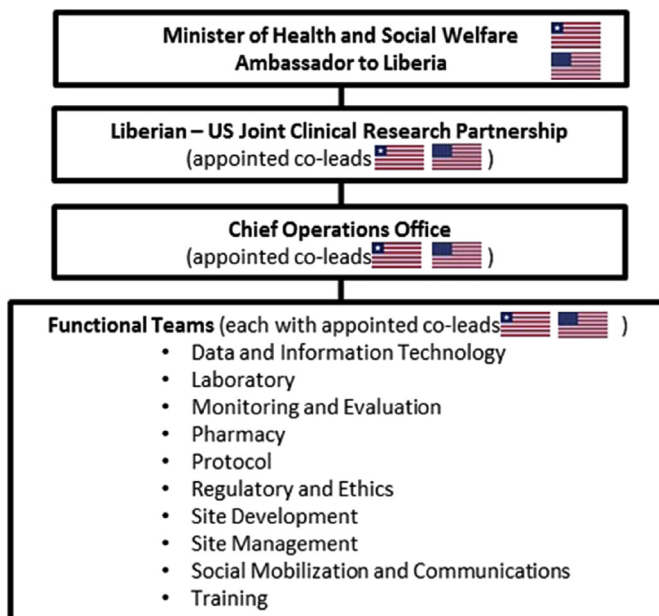 Minister of Health and Social Welfare
Ambassador to Liberia
Liberian – US Joint Clinical Research Partnership
(appointed co-leads )
Chief Operations Office
(appointed co-leads )
Functional Teams (each with appointed co-leads )
• Data and Information Technology
• Laboratory
• Monitoring and Evaluation
• Pharmacy
• Protocol
• Regulatory and Ethics
• Site Development
• Site Management
• Social Mobilization and Communications
• Training